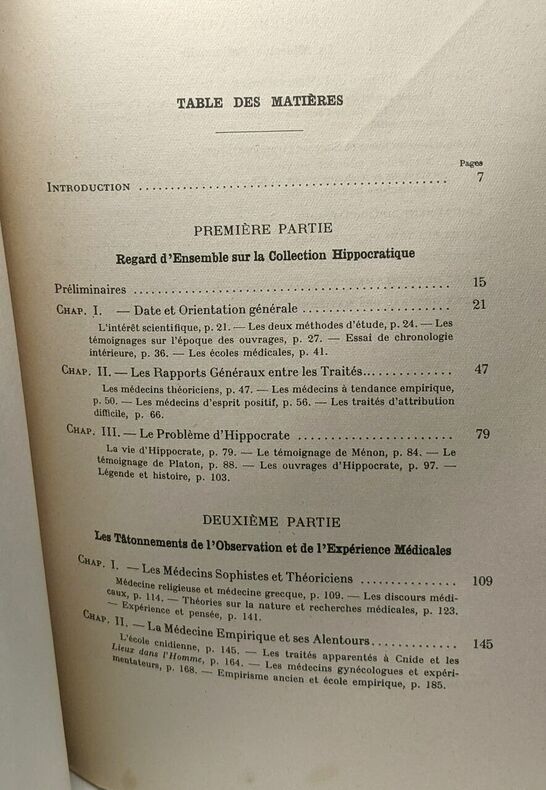 TABLE DES MATIÈRES
Pages
INTRODUCTION ........................................ 7
PREMIÈRE PARTIE
Regard d'Ensemble sur la Collection Hippocratique
Préliminaires ........................................ 15
CHAP. I. — Date et Orientation générale ........................ 21
L'intérêt scientifique, p. 21. — Les deux méthodes d'étude, p. 24. — Les
témoignages sur l'époque des ouvrages, p. 27. — Essai de chronologie
intérieure, p. 36. — Les écoles médicales, p. 41.
CHAP. II. — Les Rapports Généraux entre les Traités.............. 47
Les médecins théoriciens, p. 47. — Les médecins à tendance empirique,
p. 50. — Les médecins d'esprit positif, p. 56. — Les traités d'attribution
difficile, p. 66.
CHAP. III. — Le Problème d'Hippocrate ........................ 79
La vie d'Hippocrate, p. 79. — Le témoignage de Ménon, p. 84. — Le
témoignage de Platon, p. 88. — Les ouvrages d'Hippocrate, p. 97. —
Légende et histoire, p. 103.
DEUXIÈME PARTIE
Les Tâtonnements de l'Observation et de l'Expérience Médicales
CHAP. I. — Les Médecins Sophistes et Théoriciens .............. 109
Médecine religieuse et médecine grecque, p. 109. — Les discours médi-
caux, p. 114. — Théories sur la nature et recherches médicales, p. 123.
— Expérience et pensée, p. 141.
CHAP. II. — La Médecine Empirique et ses Alentours............ 145
L'école cnidienne, p. 145. — Les traités apparentés à Cnide et les
Lieux dans l'Homme, p. 164. — Les médecins gynécologues et expéri-
mentateurs, p. 168. — Empirisme ancien et école empirique, p. 185.